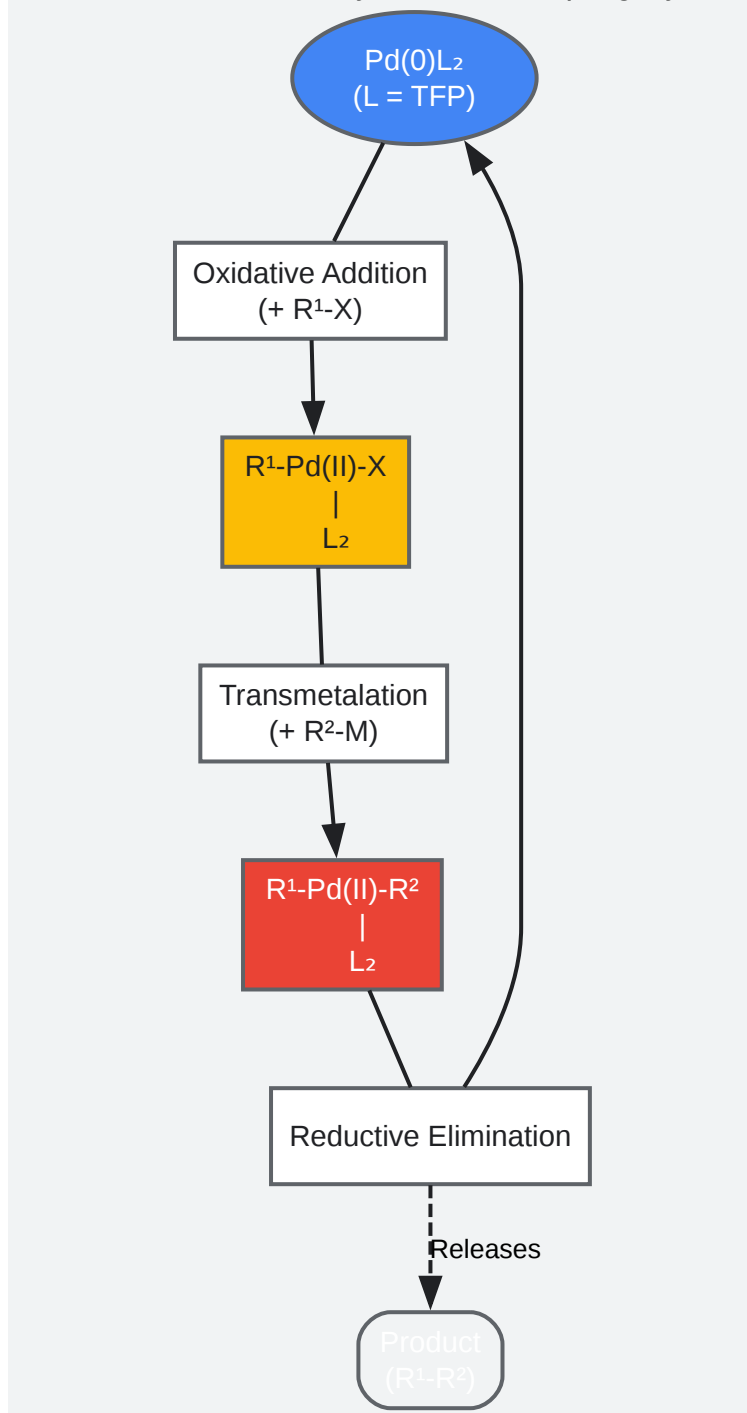 Pd(0)L₂
(L = TFP)
Oxidative Addition
(+ R¹-X)
R¹-Pd(II)-X
|
L₂
Transmetalation
(+ R²-M)
R¹-Pd(II)-R²
|
L₂
Reductive Elimination
Releases
Product
(R¹-R²)